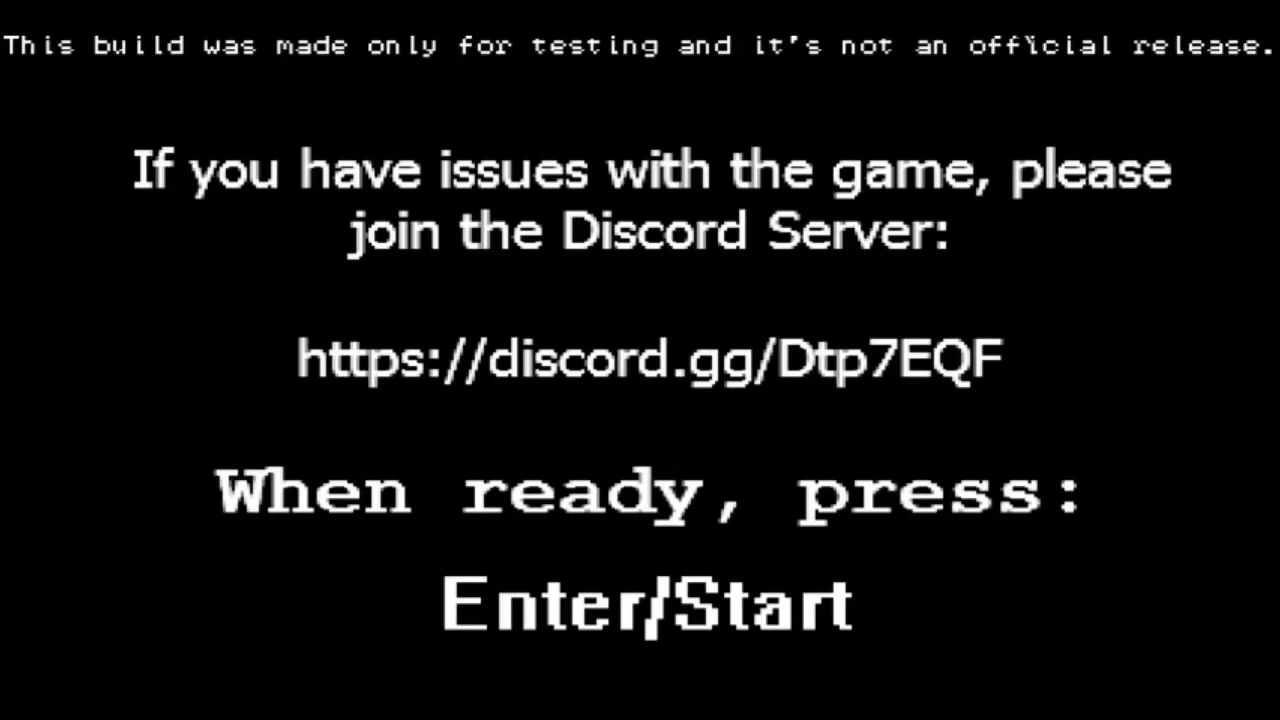 This build was made only for testing and it's not an official release.
If you have issues with the game, please
join the Discord Server:
https://discord.gg/Dtp7EQF
When ready, press:
Enter/Start